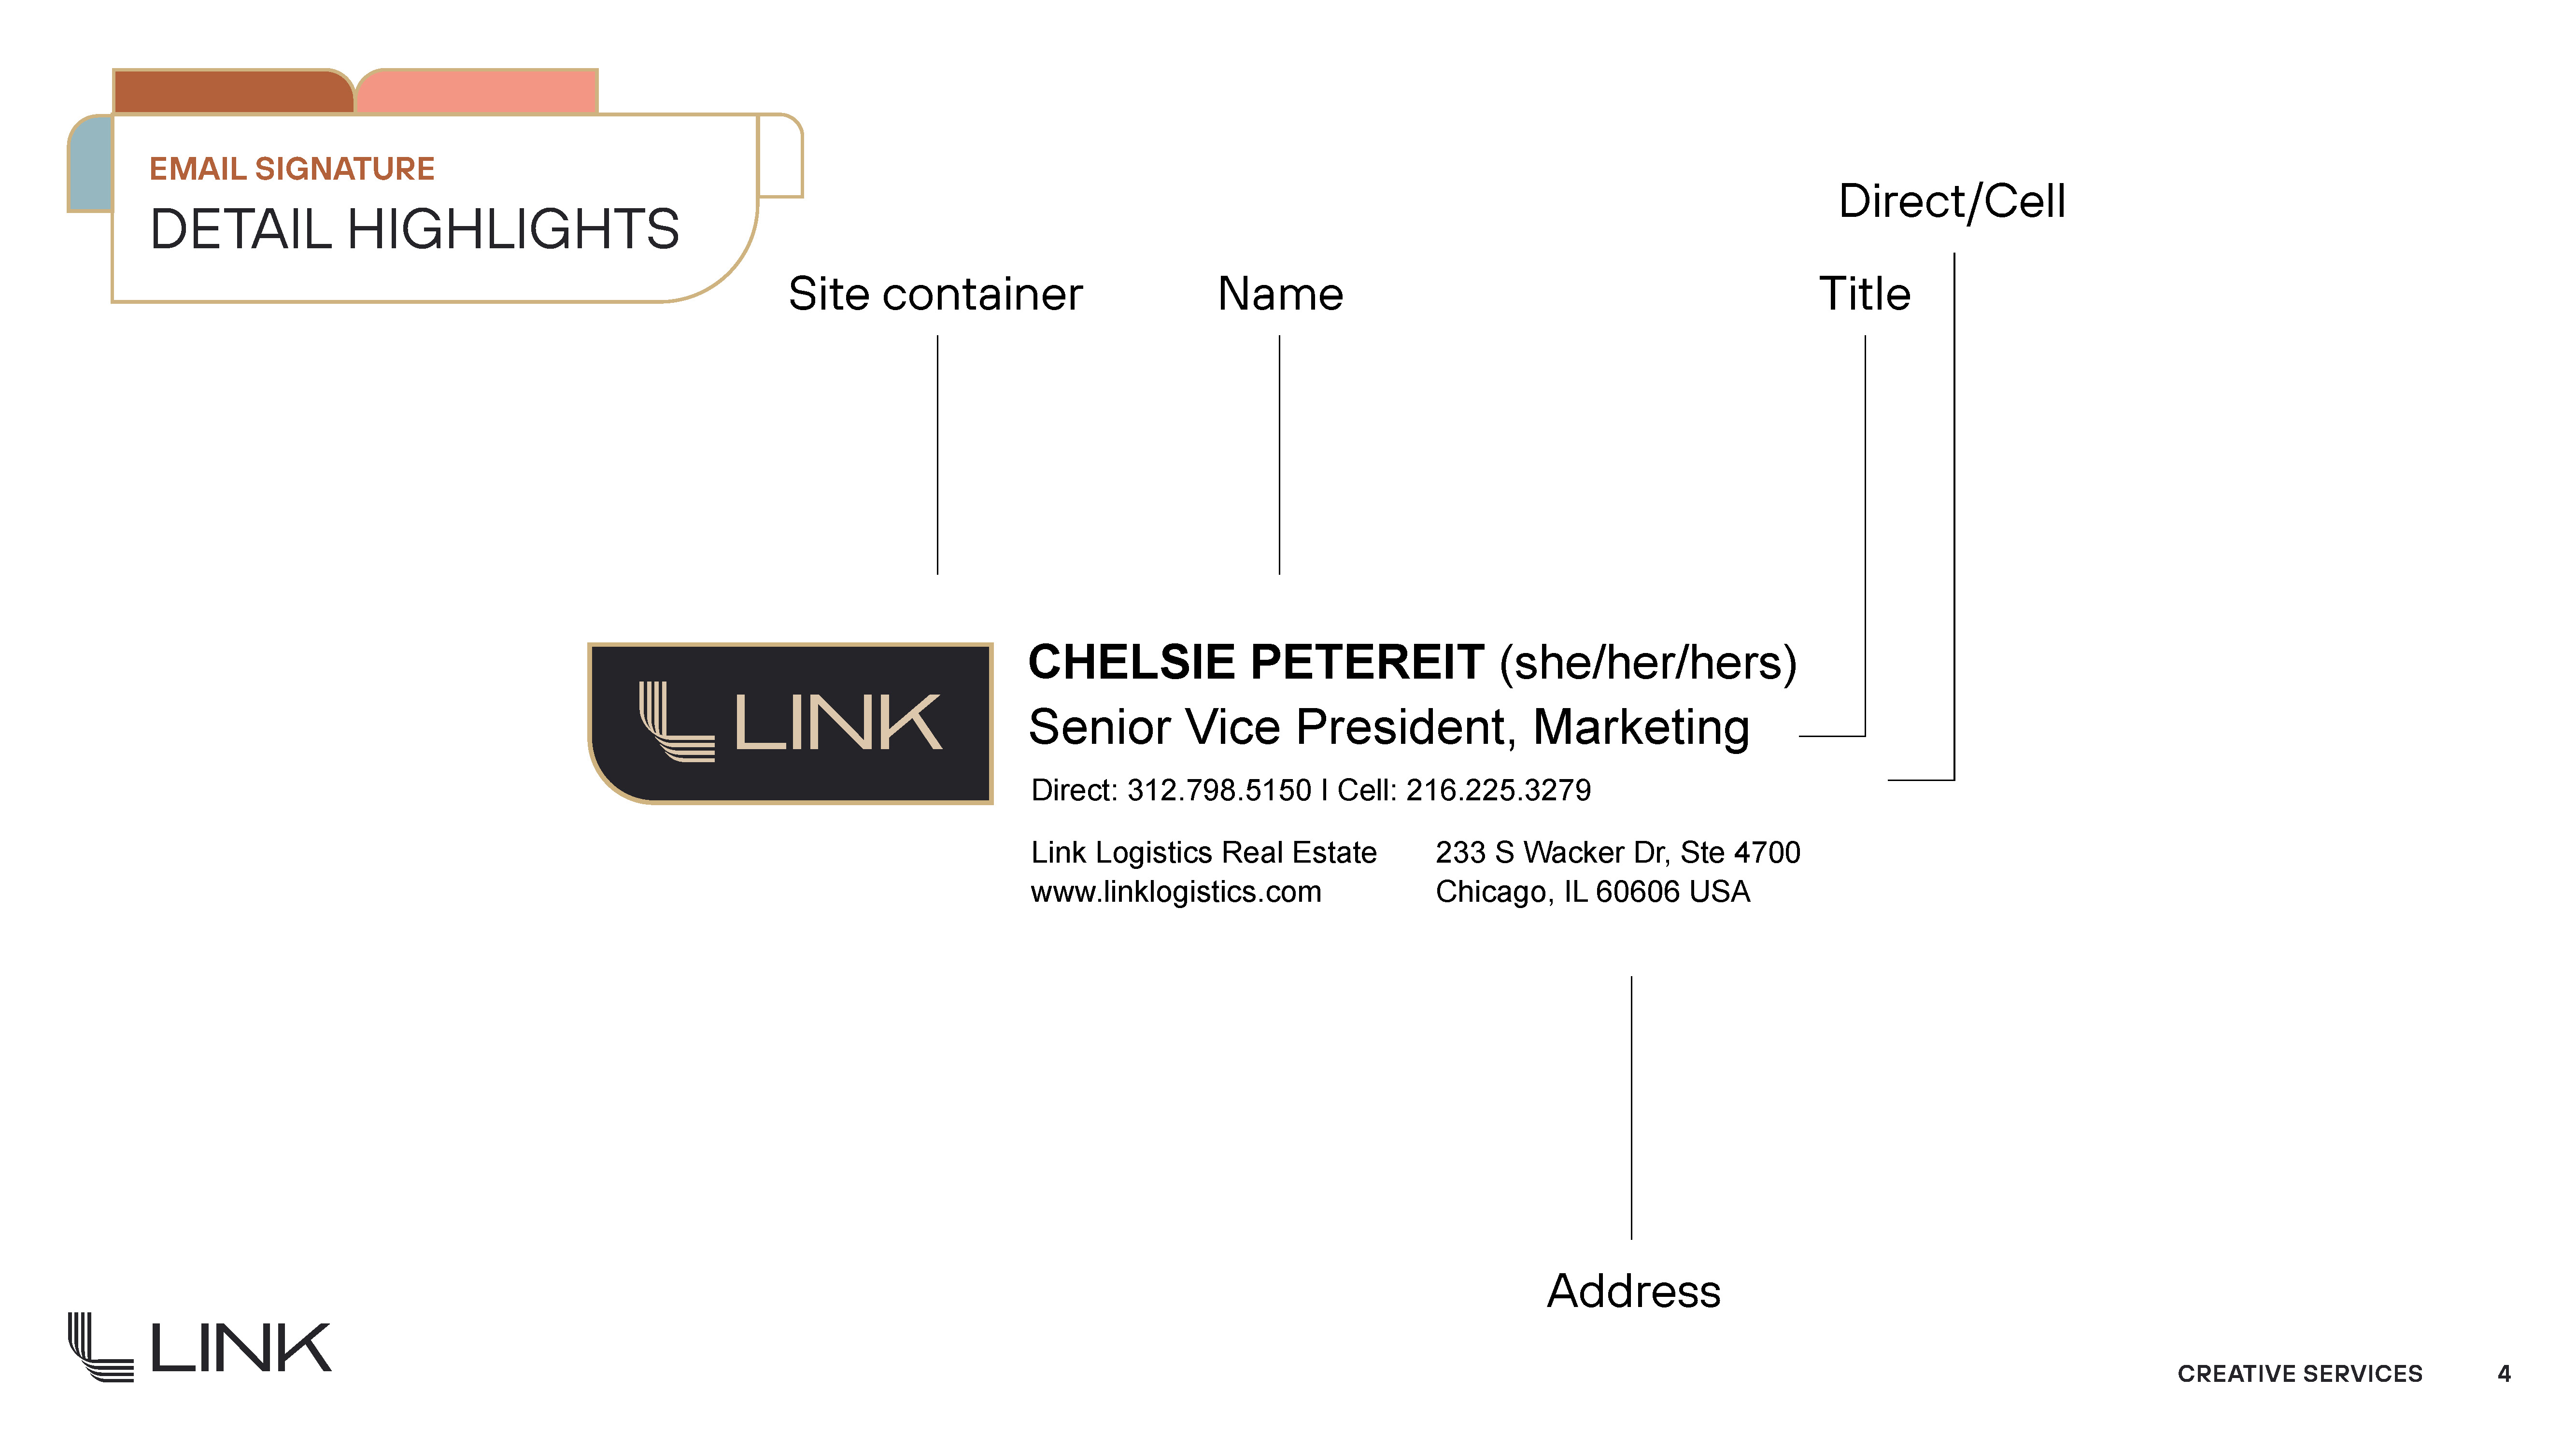 EMAIL SIGNATURE
DETAIL HIGHLIGHTS
Direct/Cell
Site container
Name
Title
LINK
CHELSIE PETEREIT (she/her/hers)
Senior Vice President, Marketing
Direct: 312.798.5150 I Cell: 216.225.3279
Link Logistics Real Estate
www.linklogistics.com
233 S Wacker Dr, Ste 4700
Chicago, IL 60606 USA
Address
LINK
CREATIVE SERVICES 4